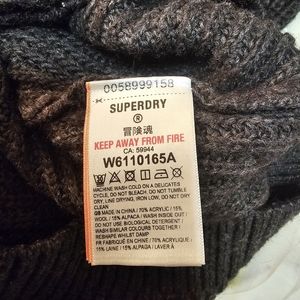 0058999158
SUPERDRY
®
冒険魂
KEEP AWAY FROM FIRE
CA: 59944
W6110165A
MACHINE WASH COLD ON A DELICATES
CYCLE, DO NOT BLEACH, DO NOT TUMBLE
DRY, LINE DRYING, IRON LOW, DO NOT DRY
CLEAN.
GB MADE IN CHINA / 70% ACRYLIC / 15%
WOOL / 15% ALPACA / WASH INSIDE OUT /
DO NOT USE BIOLOGICAL DETERGENT /
WASH SIMILAR COLOURS TOGETHER /
RESHAPE WHILST DAMP
FR FABRIQUÉ EN CHINE / 70% ACRYLIQUE /
15% LAINE / 15% ALPAGA / LAVER À